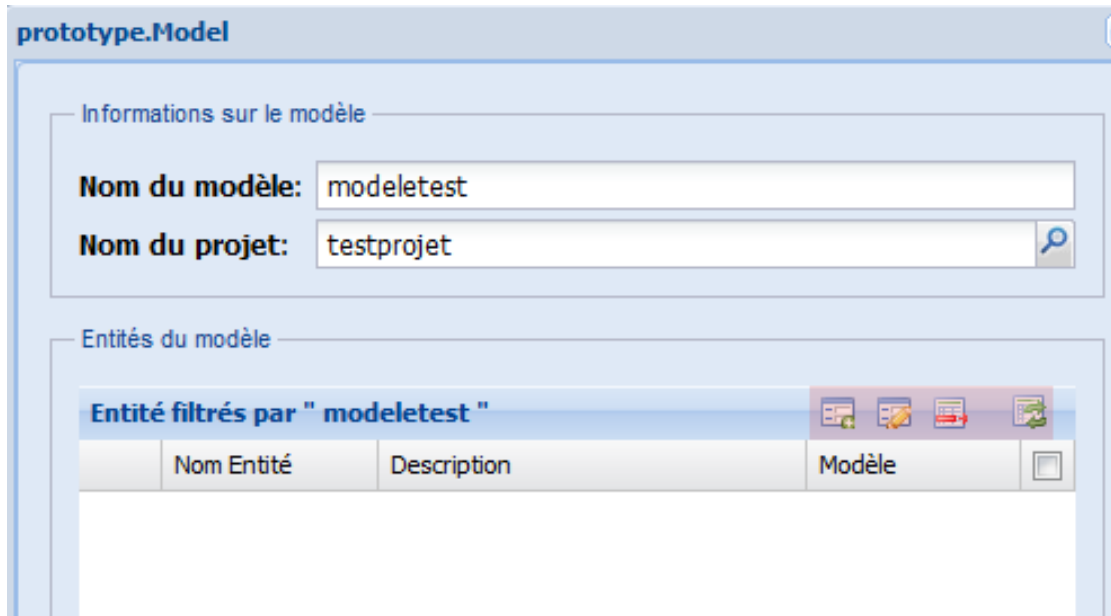 prototype.Model
Informations sur le modèle
Nom du modèle: modeletest
Nom du projet: testprojet
Entités du modèle
Entité filtrés par " modeletest "
Nom Entité Description Modèle